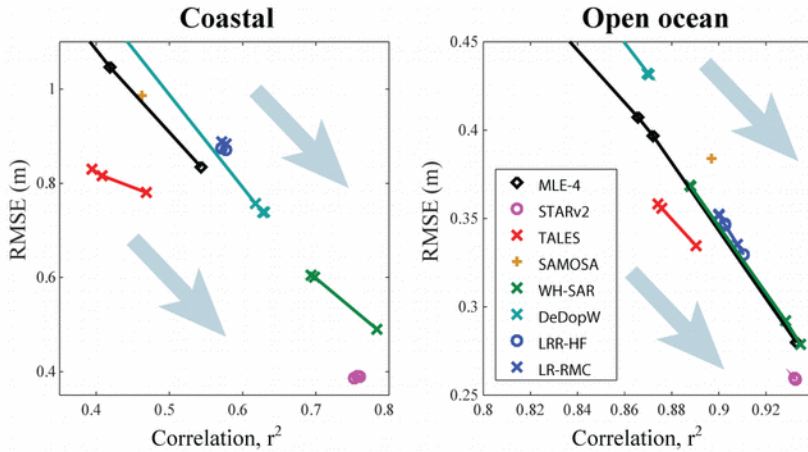 Coastal
RMSE (m)
1
0.8
0.6
0.4
0.4
0.5
0.6
0.7
0.8
Correlation, r²
Open ocean
RMSE (m)
0.45
0.4
0.35
0.3
0.25
0.8
0.82
0.84
0.86
0.88
0.9
0.92
Correlation, r²
MLE-4
STARv2
TALES
SAMOSA
WH-SAR
DeDopW
LRR-HF
LR-RMC